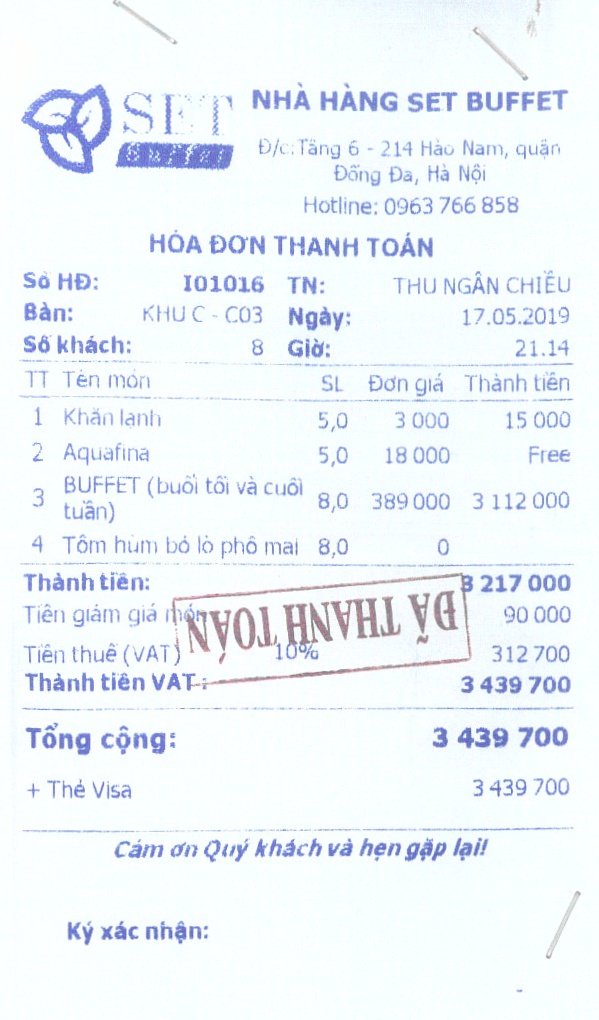 SET
BUFFET
NHÀ HÀNG SET BUFFET
Đ/c: Tầng 6 - 214 Hào Nam, quận
Đống Đa, Hà Nội
Hotline: 0963 766 858
HÓA ĐƠN THANH TOÁN
Số HĐ: I01016 TN: THU NGÂN CHIỀU
Bàn: KHU C - C03 Ngày: 17.05.2019
Số khách: 8 Giờ: 21.14
TT Tên món SL Đơn giá Thành tiền
1 Khăn lạnh 5,0 3 000 15 000
2 Aquafina 5,0 18 000 Free
3 BUFFET (buổi tối và cuối tuần) 8,0 389 000 3 112 000
4 Tôm hùm bỏ lò phô mai 8,0 0
Thành tiền: 3 217 000
Tiền giảm giá món 90 000
Tiền thuế (VAT) 10% 312 700
Thành tiền VAT : 3 439 700
ĐÃ THANH TOÁN
Tổng cộng: 3 439 700
+ Thẻ Visa 3 439 700
Cám ơn Quý khách và hẹn gặp lại!
Ký xác nhận: